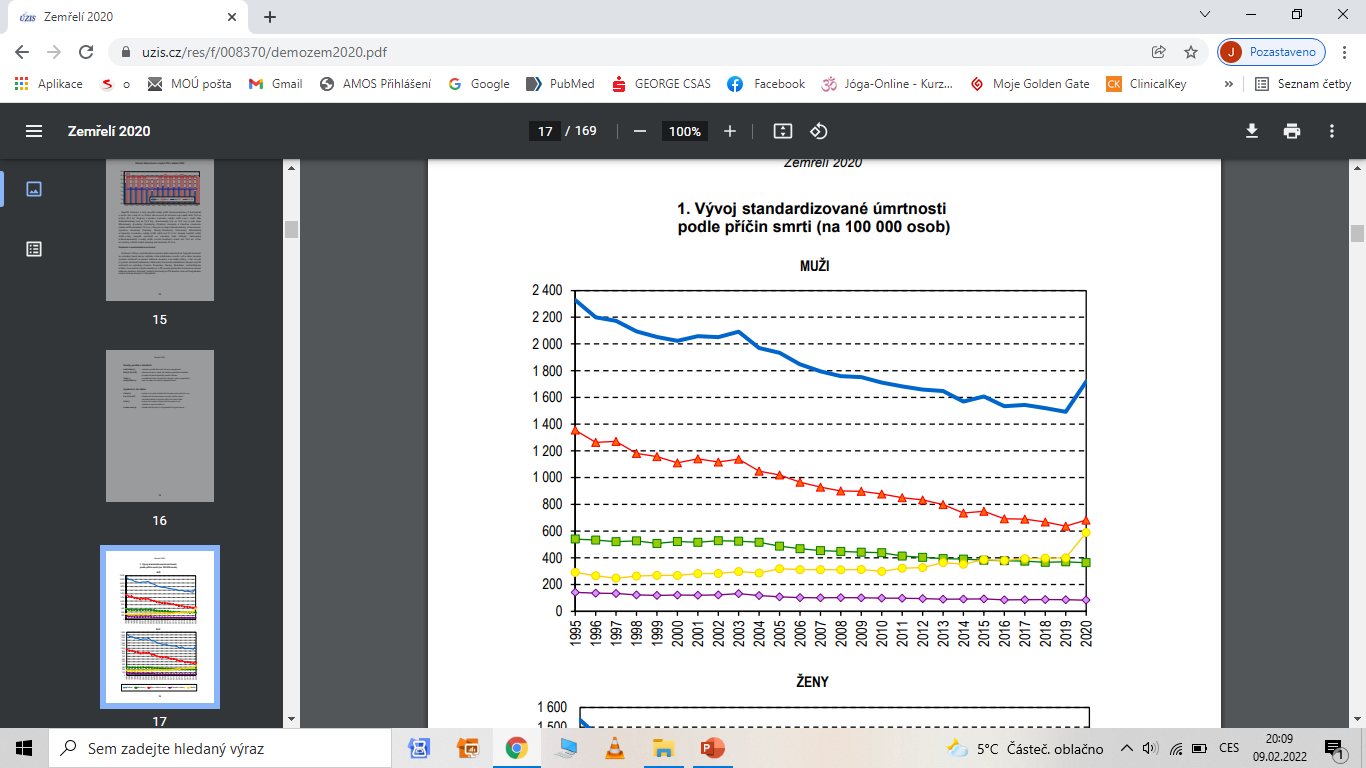 ÚZIS Zemřelí 2020
uzis.cz/res/f/008370/demozem2020.pdf
J Pozastaveno
Aplikace o MOÚ pošta Gmail AMOS Přihlášení Google PubMed GEORGE CSAS Facebook Jóga-Online - Kurz... Moje Golden Gate CK ClinicalKey » Seznam četby
Zemřelí 2020 17 / 169 100%
15
16
17
Zemřelí 2020
1. Vývoj standardizované úmrtnosti
podle příčin smrti (na 100 000 osob)
MUŽI
2 400
2 200
2 000
1 800
1 600
1 400
1 200
1 000
800
600
400
200
0
1995 1996 1997 1998 1999 2000 2001 2002 2003 2004 2005 2006 2007 2008 2009 2010 2011 2012 2013 2014 2015 2016 2017 2018 2019 2020
ŽENY
1 600
1 500
Sem zadejte hledaný výraz
5°C Částeč. oblačno
CES
20:09
09.02.2022
1